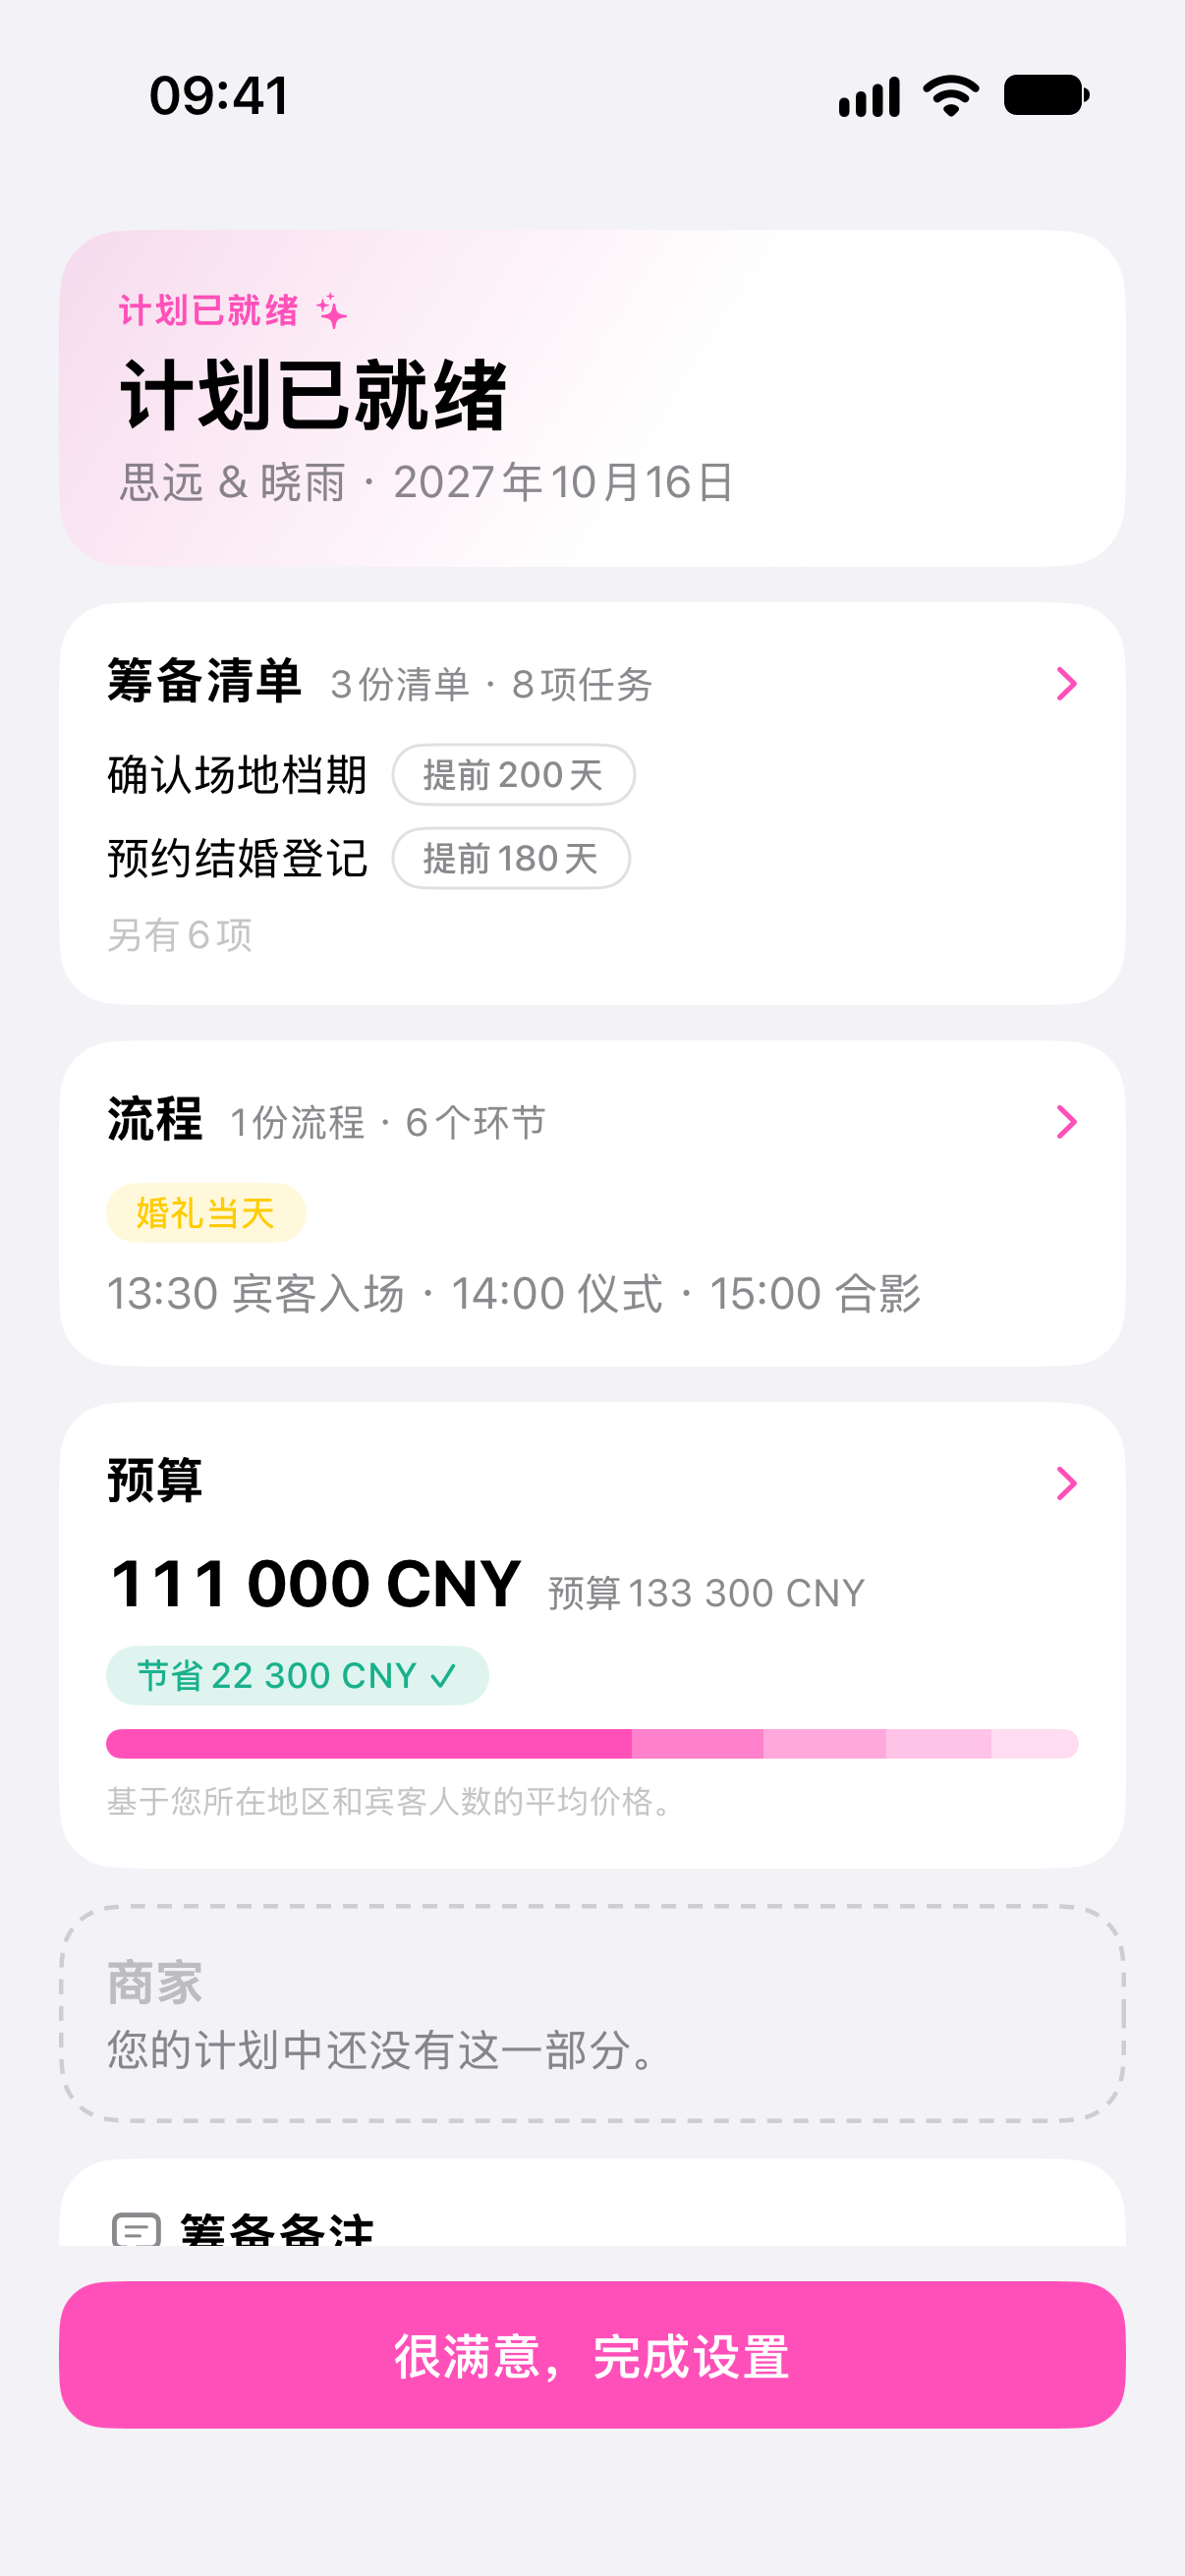 09:41
计划已就绪
计划已就绪
思远 & 晓雨 · 2027年10月16日
筹备清单 3份清单 · 8项任务
确认场地档期 提前200天
预约结婚登记 提前180天
另有6项
流程 1份流程 · 6个环节
婚礼当天
13:30 宾客入场 · 14:00 仪式 · 15:00 合影
预算
111 000 CNY 预算133 300 CNY
节省22 300 CNY ✓
基于您所在地区和宾客人数的平均价格。
商家
您的计划中还没有这一部分。
筹备备注
很满意，完成设置